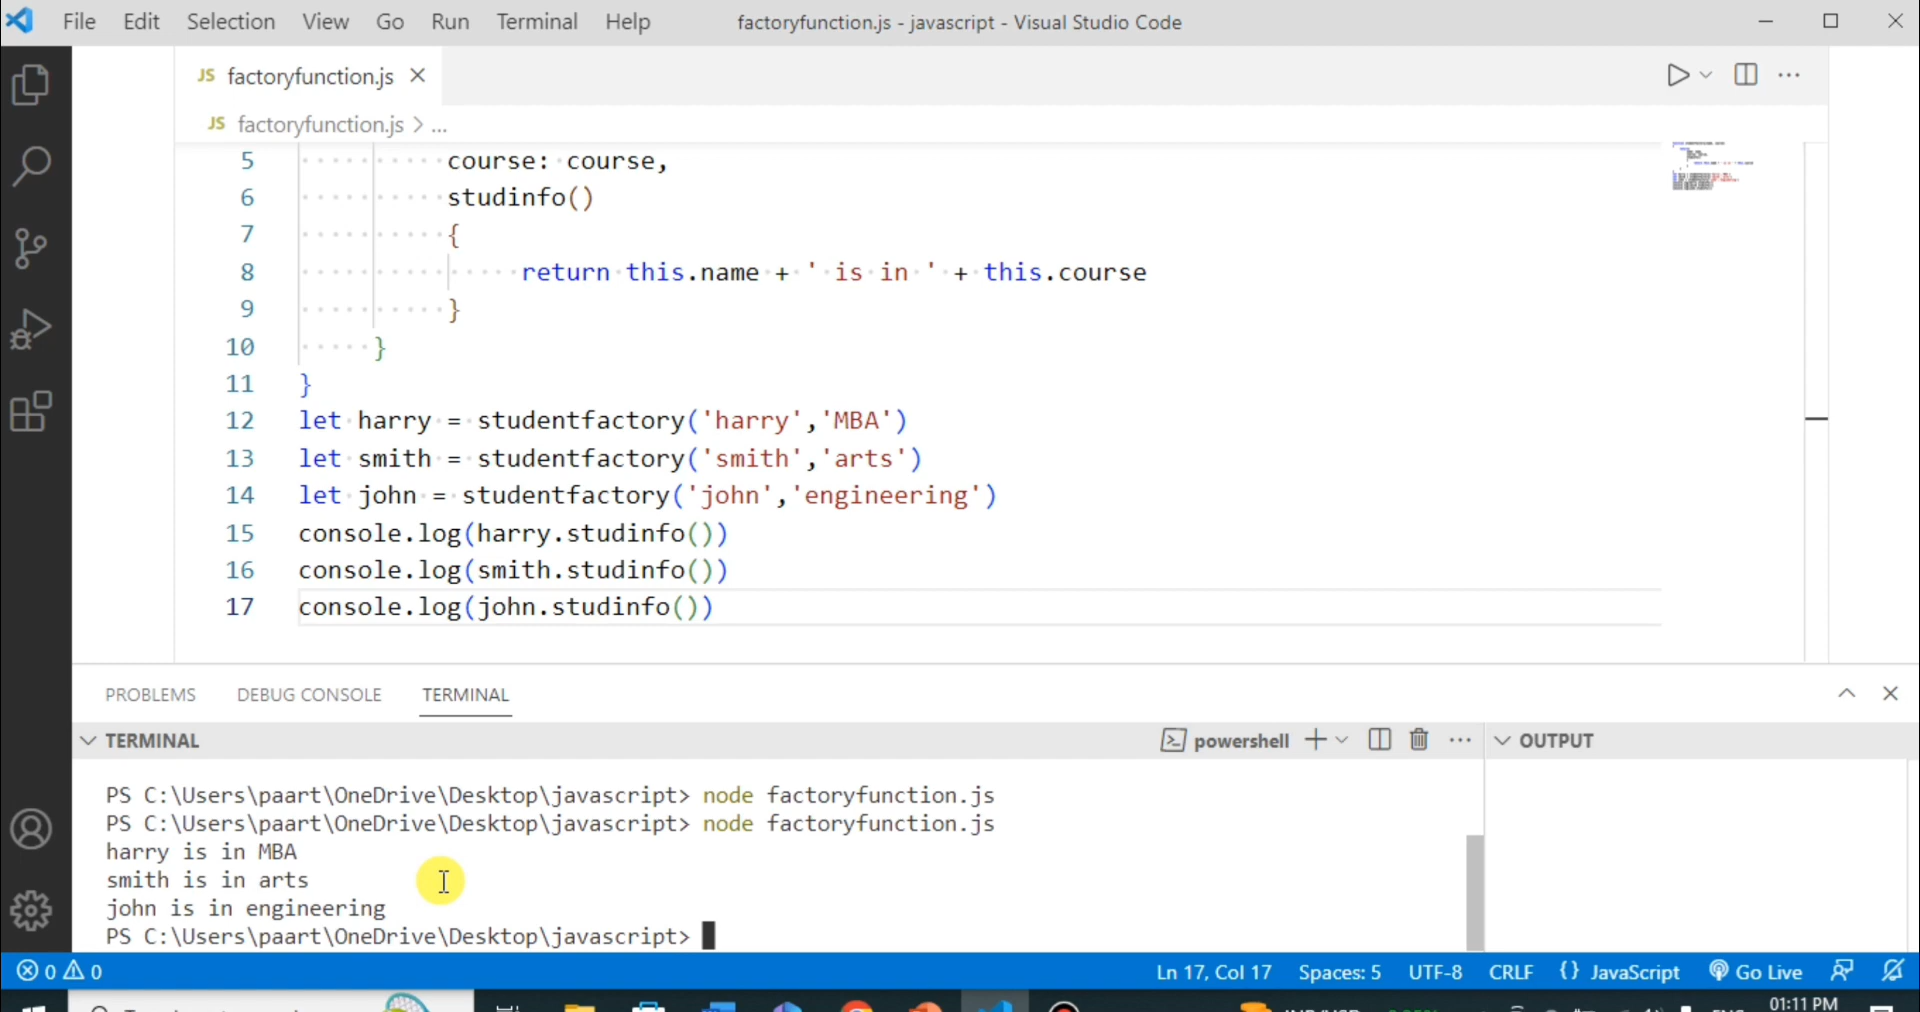 File Edit Selection View Go Run Terminal Help factoryfunction.js - javascript - Visual Studio Code
JS factoryfunction.js
JS factoryfunction.js > ...
5 course: course,
6 studinfo()
7 {
8 return this.name + ' is in ' + this.course
9 }
10 }
11 }
12 let harry = studentfactory('harry','MBA')
13 let smith = studentfactory('smith','arts')
14 let john = studentfactory('john','engineering')
15 console.log(harry.studinfo())
16 console.log(smith.studinfo())
17 console.log(john.studinfo())
PROBLEMS DEBUG CONSOLE TERMINAL
TERMINAL powershell OUTPUT
PS C:\Users\paart\OneDrive\Desktop\javascript> node factoryfunction.js
PS C:\Users\paart\OneDrive\Desktop\javascript> node factoryfunction.js
harry is in MBA
smith is in arts
john is in engineering
PS C:\Users\paart\OneDrive\Desktop\javascript>
0 0 Ln 17, Col 17 Spaces: 5 UTF-8 CRLF {} JavaScript Go Live
01:11 PM